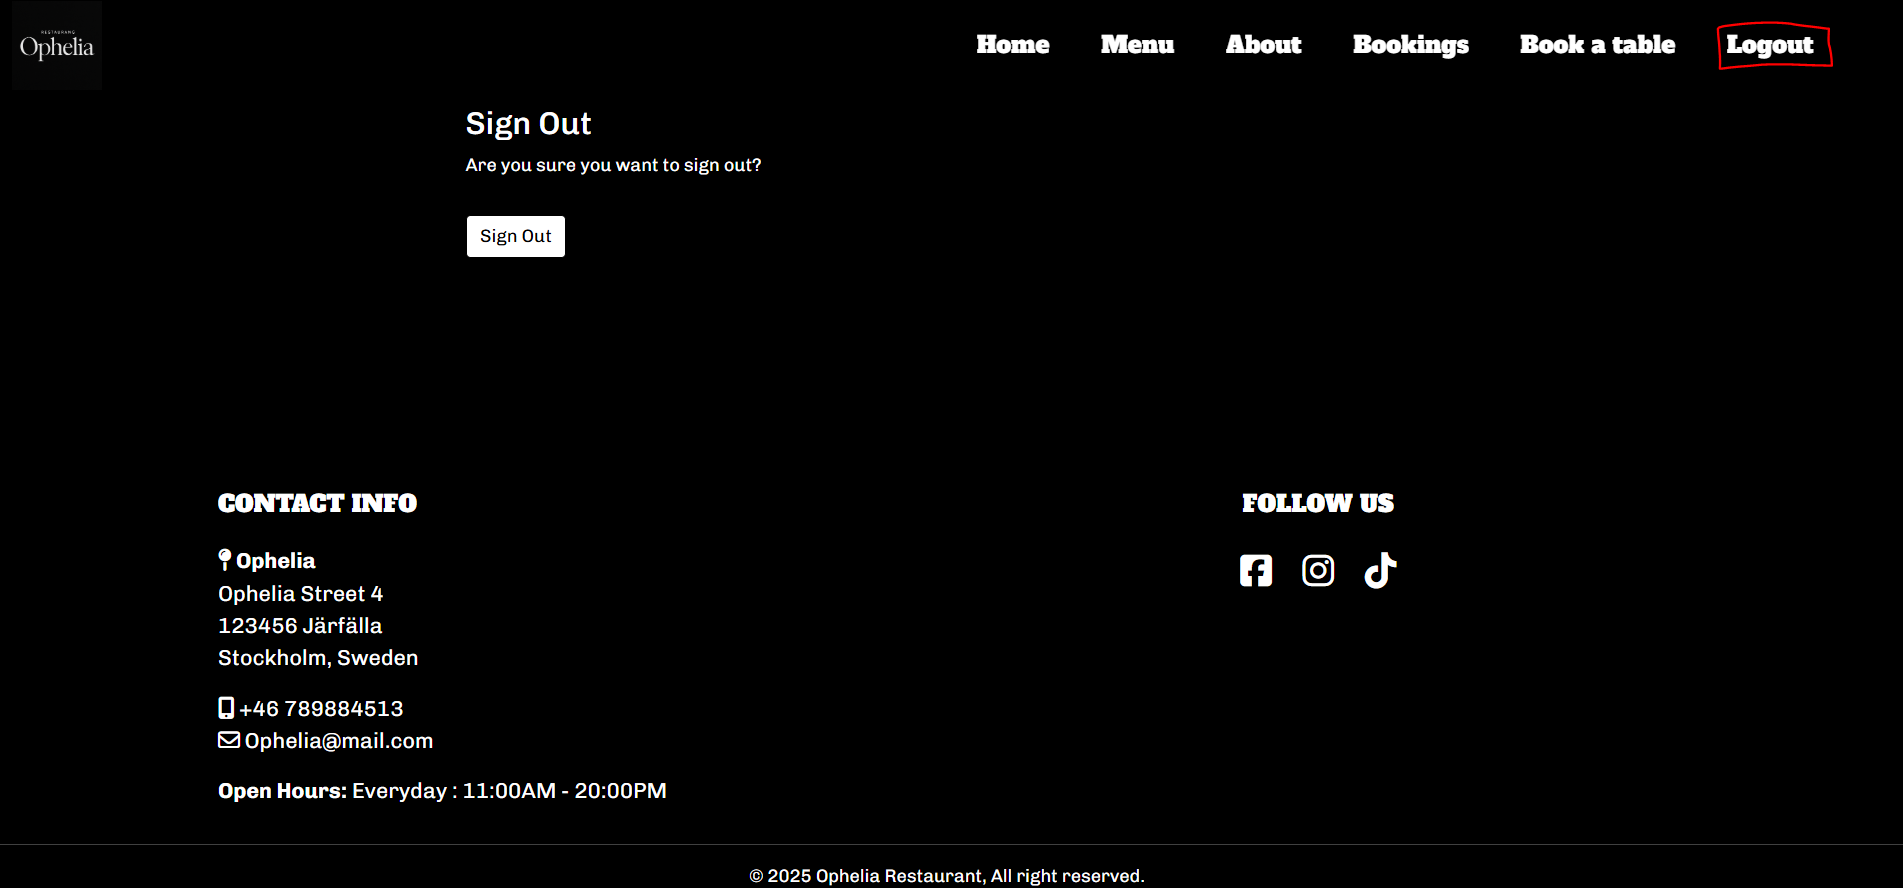 RESTAURANG
Ophelia
Home Menu About Bookings Book a table Logout
Sign Out
Are you sure you want to sign out?
Sign Out
CONTACT INFO
Ophelia
Ophelia Street 4
123456 Järfälla
Stockholm, Sweden
+46 789884513
Ophelia@mail.com
Open Hours: Everyday : 11:00AM - 20:00PM
FOLLOW US
© 2025 Ophelia Restaurant, All right reserved.